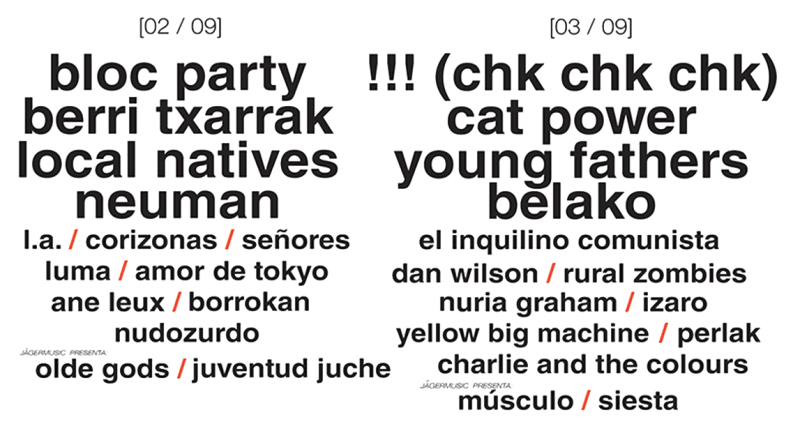 [02 / 09]
bloc party
berri txarrak
local natives
neuman
l.a. / corizonas / señores
luma / amor de tokyo
ane leux / borrokan
nudozurdo
JÄGERMUSIC PRESENTA:
olde gods / juventud juche
[03 / 09]
!!! (chk chk chk)
cat power
young fathers
belako
el inquilino comunista
dan wilson / rural zombies
nuria graham / izaro
yellow big machine / perlak
charlie and the colours
JÄGERMUSIC PRESENTA:
músculo / siesta